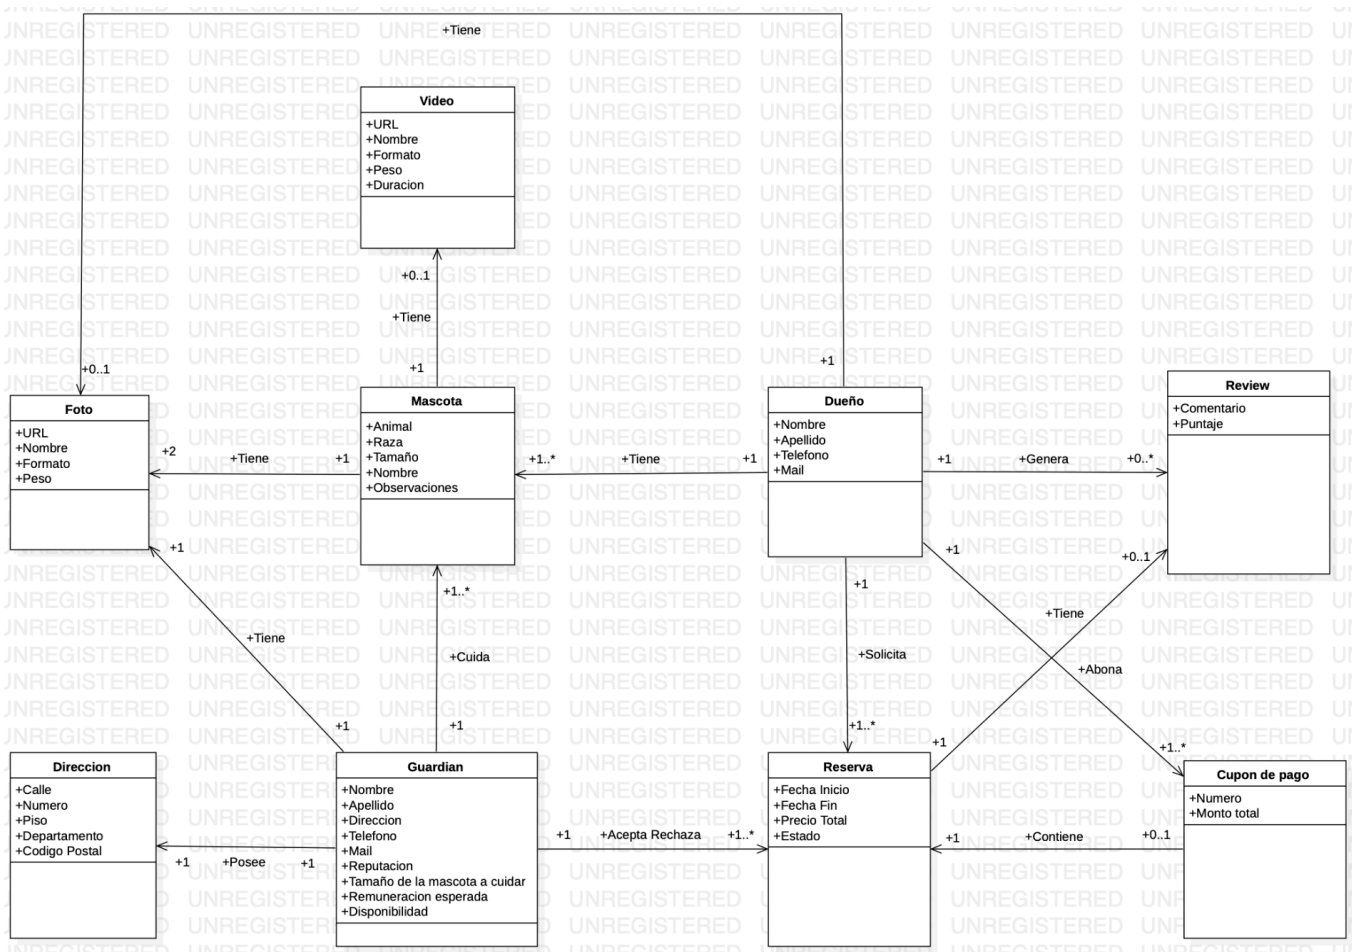 +Tiene
Video
+URL
+Nombre
+Formato
+Peso
+Duracion
+0..1
+Tiene
+1
+0..1
Foto
+URL
+Nombre
+Formato
+Peso
+2
+Tiene
+1
Mascota
+Animal
+Raza
+Tamaño
+Nombre
+Observaciones
+1..*
+Tiene
+1
+1
Dueño
+Nombre
+Apellido
+Telefono
+Mail
+1
+Genera
+0..*
Review
+Comentario
+Puntaje
+1
+Tiene
+1
+1..*
+Cuida
+1
+1
+Solicita
+1..*
+0..1
+Tiene
+1
+1
+Abona
+1..*
Direccion
+Calle
+Numero
+Piso
+Departamento
+Codigo Postal
+1
+Posee
+1
Guardian
+Nombre
+Apellido
+Direccion
+Telefono
+Mail
+Reputacion
+Tamaño de la mascota a cuidar
+Remuneracion esperada
+Disponibilidad
+1
+Acepta Rechaza
+1..*
Reserva
+Fecha Inicio
+Fecha Fin
+Precio Total
+Estado
+1
+Contiene
+0..1
Cupon de pago
+Numero
+Monto total
UNREGISTERED